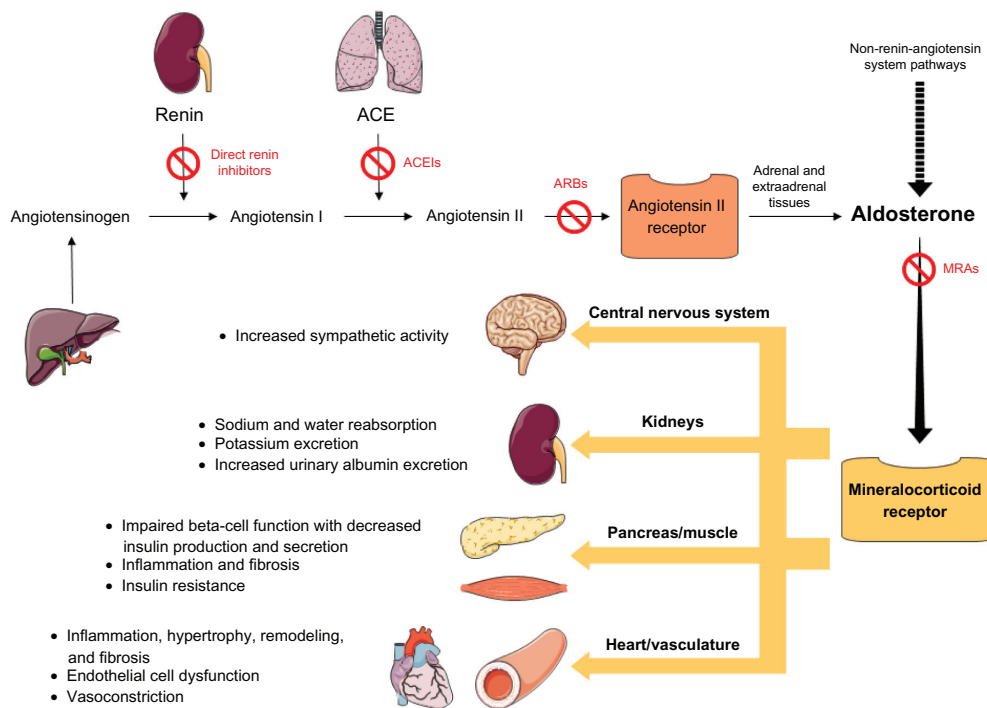 Non-renin-angiotensin
system pathways
Renin
ACE
Direct renin
inhibitors
ACEIs
ARBs
Adrenal and
extraadrenal
tissues
Angiotensinogen
Angiotensin I
Angiotensin II
Angiotensin II
receptor
Aldosterone
MRAs
Central nervous system
• Increased sympathetic activity
Kidneys
• Sodium and water reabsorption
• Potassium excretion
• Increased urinary albumin excretion
Mineralocorticoid
receptor
Pancreas/muscle
• Impaired beta-cell function with decreased
insulin production and secretion
• Inflammation and fibrosis
• Insulin resistance
Heart/vasculature
• Inflammation, hypertrophy, remodeling,
and fibrosis
• Endothelial cell dysfunction
• Vasoconstriction